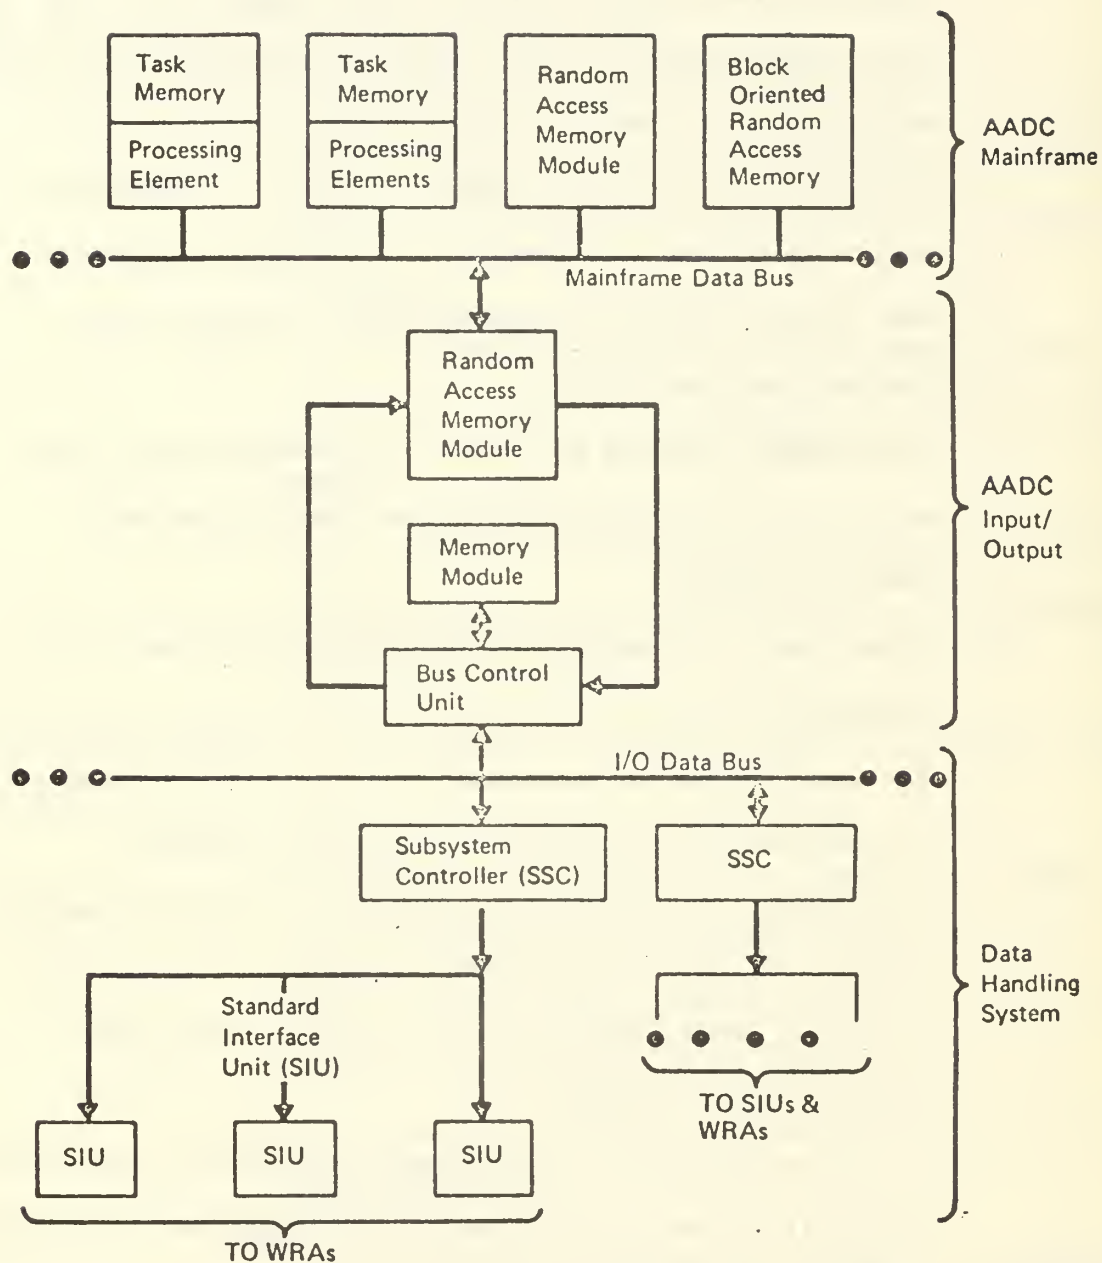 Task
Memory
Processing
Element
Task
Memory
Processing
Elements
Random
Access
Memory
Module
Block
Oriented
Random
Access
Memory
AADC
Mainframe
Mainframe Data Bus
Random
Access
Memory
Module
Memory
Module
Bus Control
Unit
AADC
Input/
Output
I/O Data Bus
Subsystem
Controller (SSC)
SSC
Data
Handling
System
Standard
Interface
Unit (SIU)
SIU
SIU
SIU
TO SIUs &
WRAs
TO WRAs